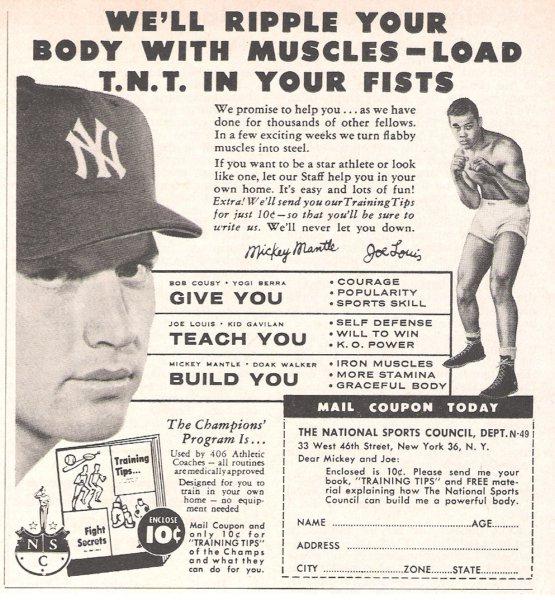 WE'LL RIPPLE YOUR
BODY WITH MUSCLES—LOAD
T.N.T. IN YOUR FISTS
We promise to help you . . . as we have
done for thousands of other fellows.
In a few exciting weeks we turn flabby
muscles into steel.
If you want to be a star athlete or look
like one, let our Staff help you in your
own home. It's easy and lots of fun!
Extra! We'll send you our Training Tips
for just 10¢—so that you'll be sure to
write us. We'll never let you down.
Mickey Mantle Joe Louis
NY
BOB COUSY • YOGI BERRA
GIVE YOU
• COURAGE
• POPULARITY
• SPORTS SKILL
JOE LOUIS • KID GAVILAN
TEACH YOU
• SELF DEFENSE
• WILL TO WIN
• K.O. POWER
MICKEY MANTLE • DOAK WALKER
BUILD YOU
• IRON MUSCLES
• MORE STAMINA
• GRACEFUL BODY
The Champions'
Program Is...
Used by 406 Athletic
Coaches — all routines
are medically approved
Designed for you to
train in your own
home — no equip-
ment needed
Mail Coupon and
only 10¢ for
"TRAINING TIPS"
of the Champs
and what they
can do for you.
Training
Tips...
Fight
Secrets
ENCLOSE
10¢
N S
C
MAIL COUPON TODAY
THE NATIONAL SPORTS COUNCIL, DEPT. N-49
33 West 46th Street, New York 36, N. Y.
Dear Mickey and Joe:
Enclosed is 10¢. Please send me your
book, "TRAINING TIPS" and FREE mate-
rial explaining how The National Sports
Council can build me a powerful body.
NAME ........ AGE........
ADDRESS ........
CITY ........ ZONE........ STATE........